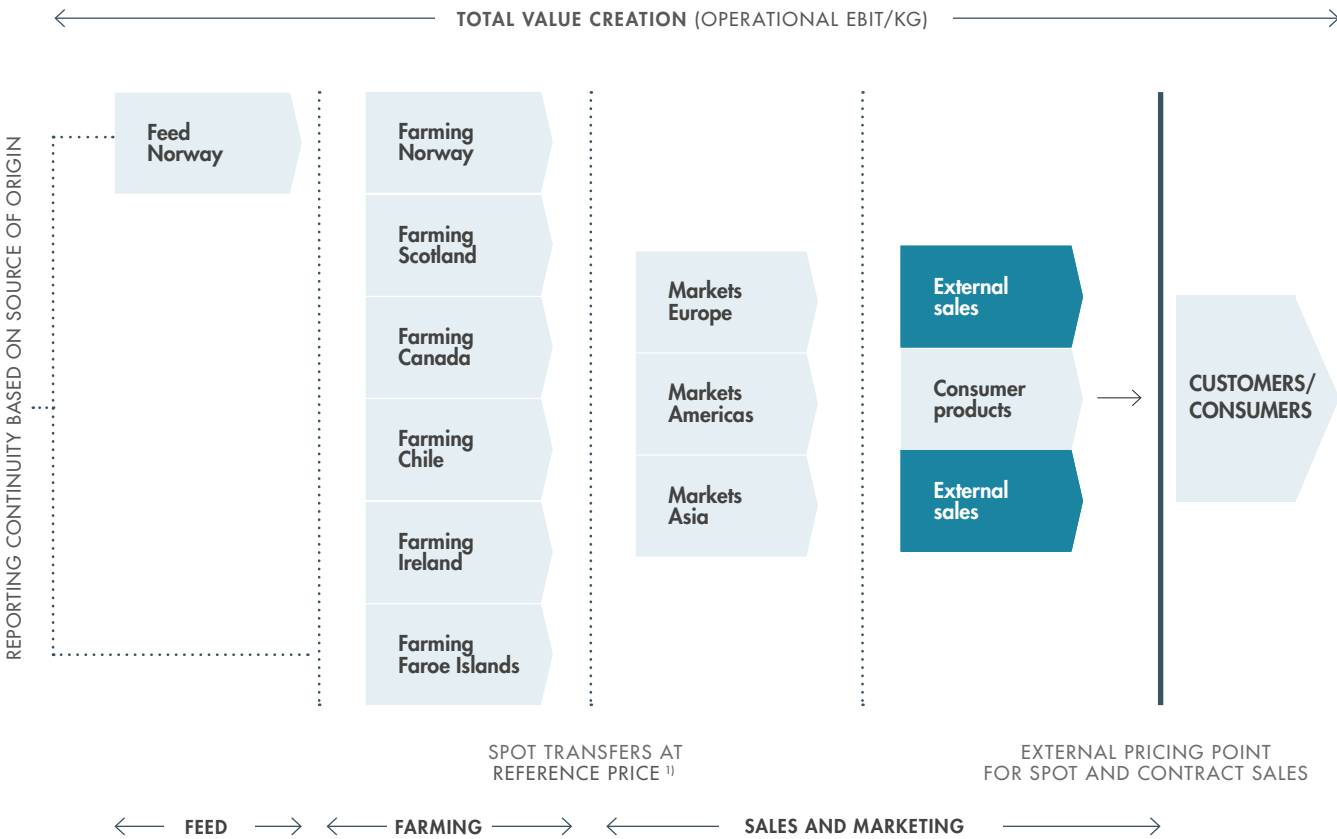 TOTAL VALUE CREATION (OPERATIONAL EBIT/KG)
REPORTING CONTINUITY BASED ON SOURCE OF ORIGIN
Feed
Norway
Farming
Norway
Farming
Scotland
Farming
Canada
Farming
Chile
Farming
Ireland
Farming
Faroe Islands
Markets
Europe
Markets
Americas
Markets
Asia
External
sales
Consumer
products
External
sales
CUSTOMERS/
CONSUMERS
SPOT TRANSFERS AT
REFERENCE PRICE 1)
EXTERNAL PRICING POINT
FOR SPOT AND CONTRACT SALES
FEED
FARMING
SALES AND MARKETING